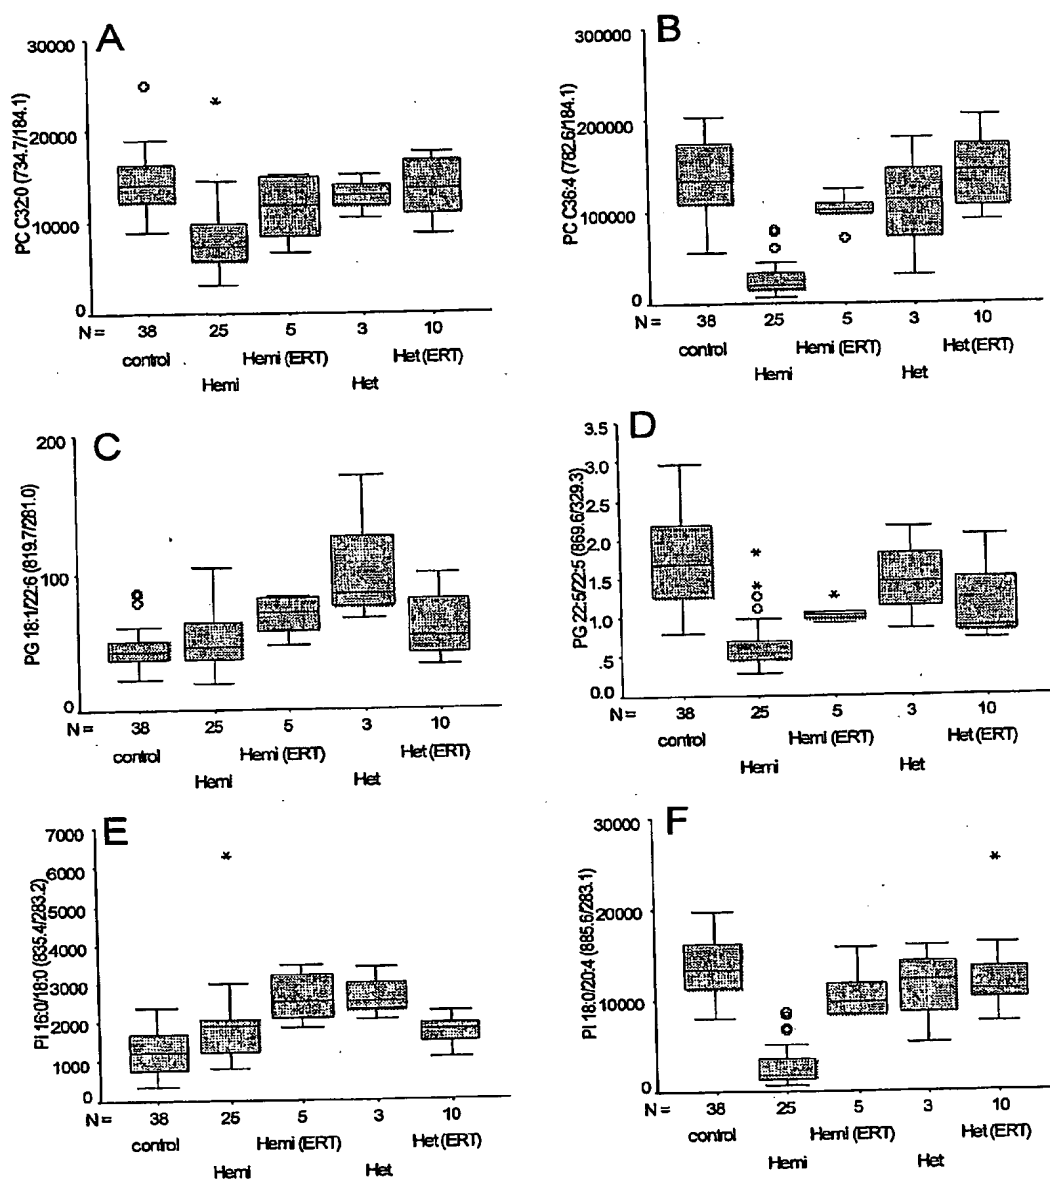 A
PC C32:0 (734.7/184.1)
30000
20000
10000
0
N = 38 25 5 3 10
control Hemi (ERT) Het (ERT)
Hemi Het
B
PC C36:4 (782.6/184.1)
300000
200000
100000
0
N = 38 25 5 3 10
control Hemi (ERT) Het (ERT)
Hemi Het
C
PG 18:1/22:6 (819.7/281.0)
200
100
0
N = 38 25 5 3 10
control Hemi (ERT) Het (ERT)
Hemi Het
D
PG 22:5/22:5 (869.6/329.3)
3.5
3.0
2.5
2.0
1.5
1.0
.5
0.0
N = 38 25 5 3 10
control Hemi (ERT) Het (ERT)
Hemi Het
E
PI 16:0/18:0 (835.4/283.2)
7000
6000
5000
4000
3000
2000
1000
0
N = 38 25 5 3 10
control Hemi (ERT) Het (ERT)
Hemi Het
F
PI 18:0/20:4 (885.6/283.1)
30000
20000
10000
0
N = 38 25 5 3 10
control Hemi (ERT) Het (ERT)
Hemi Het